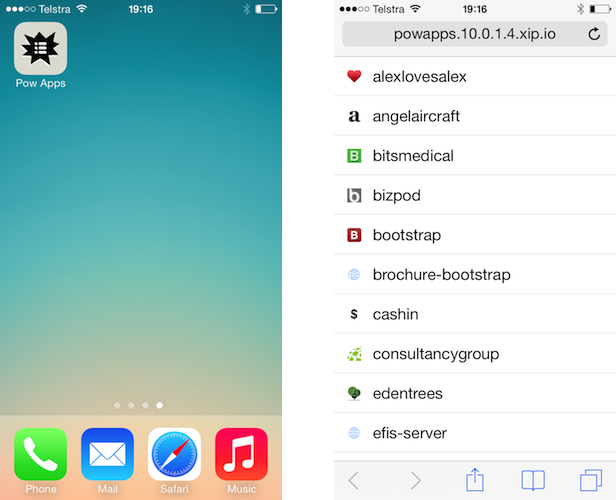 Telstra 19:16
Pow Apps
Phone Mail Safari Music
Telstra 19:16
powapps.10.0.1.4.xip.io
alexlovesalex
a angelaircraft
B bitsmedical
b bizpod
B bootstrap
brochure-bootstrap
$ cashin
consultancygroup
edentrees
efis-server